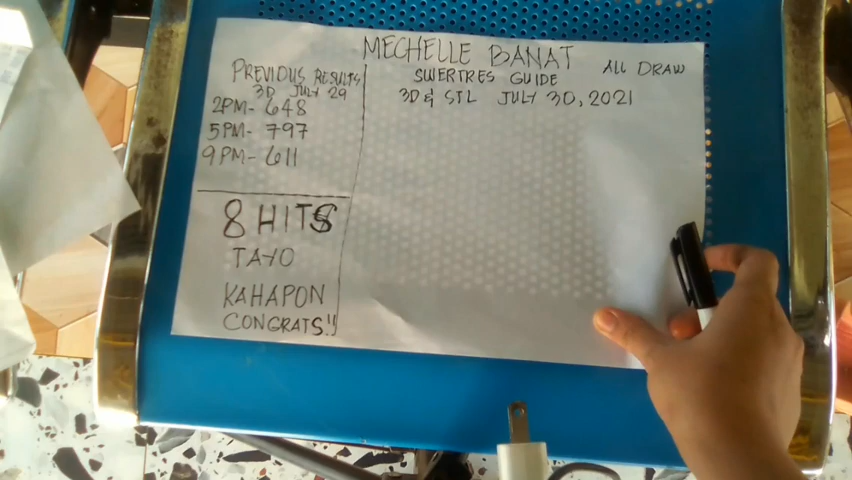 MECHELLE BANAT
SWERTRES GUIDE
ALL DRAW
3D & STL JULY 30, 2021
PREVIOUS RESULTS
3D JULY 29
2PM- 648
5PM- 797
9PM- 611
8 HITS
TAYO
KAHAPON
CONGRATS!!